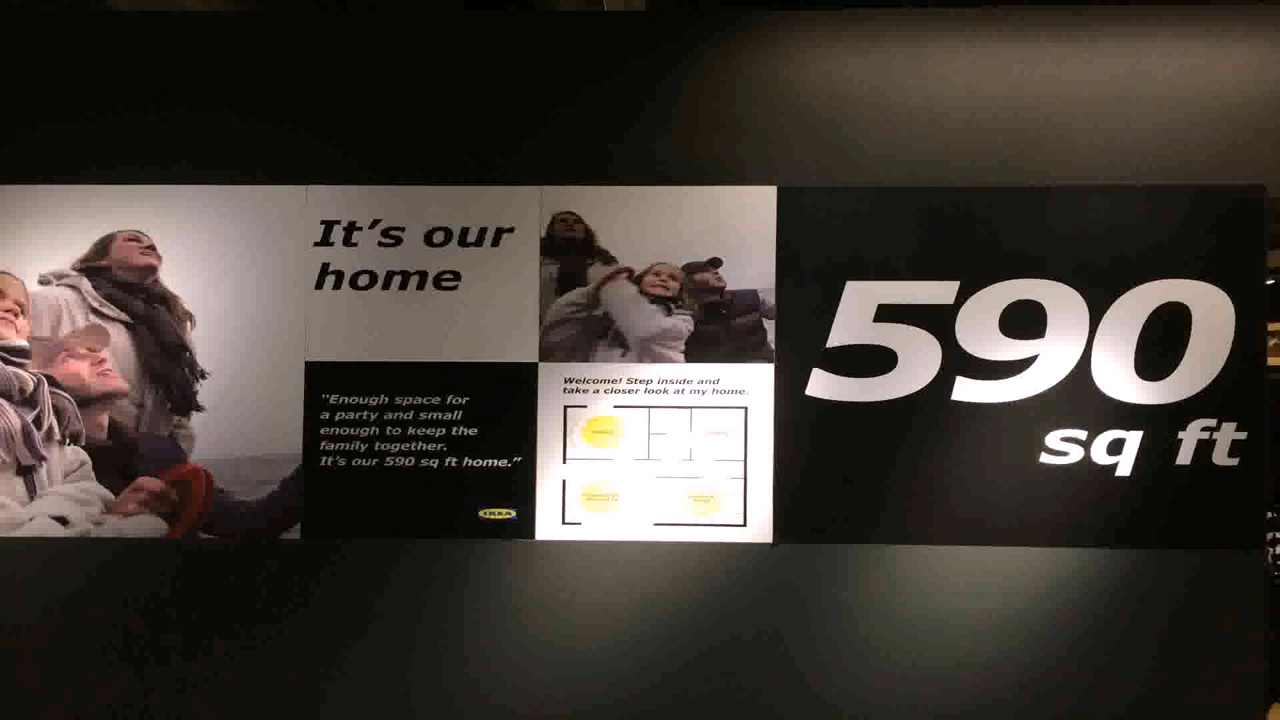 It's our
home
"Enough space for
a party and small
enough to keep the
family together.
It's our 590 sq ft home."
IKEA
Welcome! Step inside and
take a closer look at my home.
590
sq ft